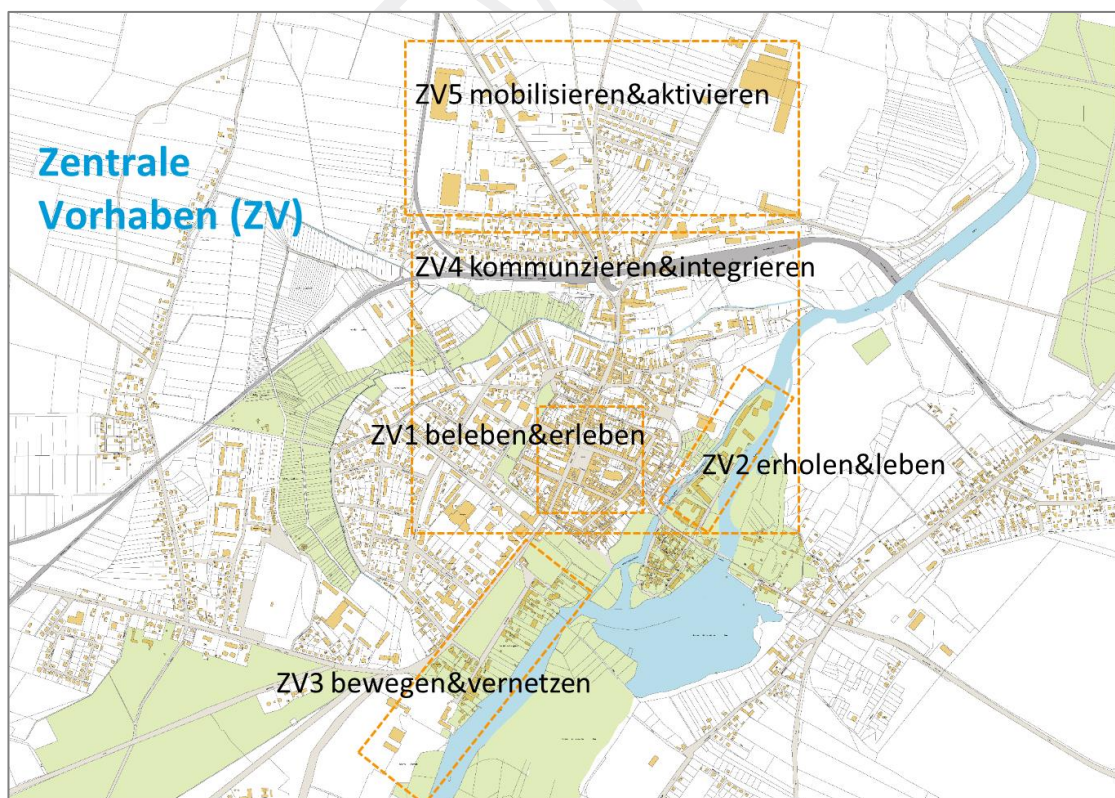 ZV5 mobilisieren&aktivieren
Zentrale
Vorhaben (ZV)
ZV4 kommunzieren&integrieren
ZV1 beleben&erleben
ZV2 erholen&leben
ZV3 bewegen&vernetzen